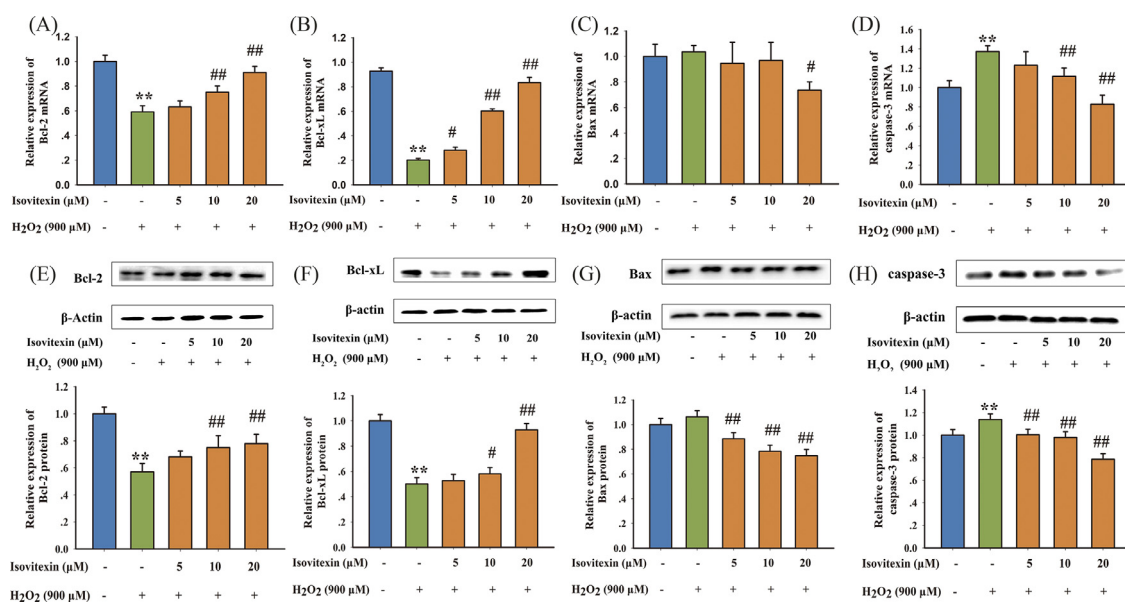 (A)
Relative expression of
Bcl-2 mRNA
1.2
1.0
.8
.6
.4
.2
0.0
**
##
##
Isovitexin (μM) - - 5 10 20
H2O2 (900 μM) - + + + +
(B)
Relative expression of
Bcl-xL mRNA
1.2
1.0
.8
.6
.4
.2
0.0
**
#
##
##
- - 5 10 20
- + + + +
(C)
Relative expression of
Bax mRNA
1.2
1.0
.8
.6
.4
.2
0.0
#
- - 5 10 20
- + + + +
(D)
Relative expression of
caspase-3 mRNA
1.6
1.4
1.2
1.0
.8
.6
.4
.2
0.0
**
##
##
Isovitexin (μM) - - 5 10 20
H2O2 (900 μM) - + + + +
(E)
Bcl-2
β-Actin
Isovitexin (μM) - - 5 10 20
H2O2 (900 μM) - + + + +
Relative expression of
Bcl-2 protein
1.2
1.0
.8
.6
.4
.2
0.0
**
##
##
Isovitexin (μM) - - 5 10 20
H2O2 (900 μM) - + + + +
(F)
Bcl-xL
β-actin
Isovitexin (μM) - - 5 10 20
H2O2 (900 μM) - + + + +
Relative expression of
Bcl-xL protein
1.2
1.0
.8
.6
.4
.2
0.0
**
#
##
Isovitexin (μM) - - 5 10 20
H2O2 (900 μM) - + + + +
(G)
Bax
β-actin
Isovitexin (μM) - - 5 10 20
H2O2 (900 μM) - + + + +
Relative expression of
Bax protein
1.4
1.2
1.0
.8
.6
.4
.2
0.0
##
##
##
Isovitexin (μM) - - 5 10 20
H2O2 (900 μM) - + + + +
(H)
caspase-3
β-actin
Isovitexin (μM) - - 5 10 20
H2O2 (900 μM) - + + + +
Relative expression of
caspase-3 protein
1.4
1.2
1.0
.8
.6
.4
.2
0.0
**
##
##
##
Isovitexin (μM) - - 5 10 20
H2O2 (900 μM) - + + + +